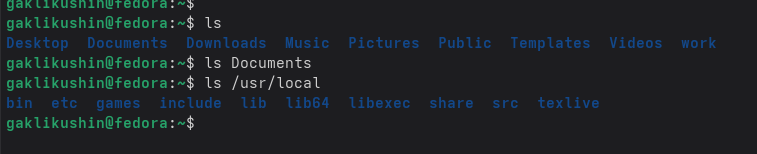 gaklikushin@fedora:~$
gaklikushin@fedora:~$ ls
Desktop Documents Downloads Music Pictures Public Templates Videos work
gaklikushin@fedora:~$ ls Documents
gaklikushin@fedora:~$ ls /usr/local
bin etc games include lib lib64 libexec share src texlive
gaklikushin@fedora:~$